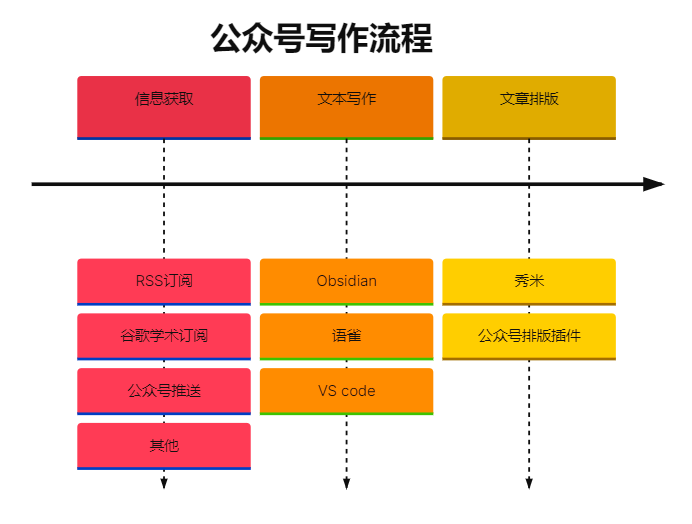 公众号写作流程
信息获取
文本写作
文章排版
RSS订阅
Obsidian
秀米
谷歌学术订阅
语雀
公众号排版插件
公众号推送
VS code
其他